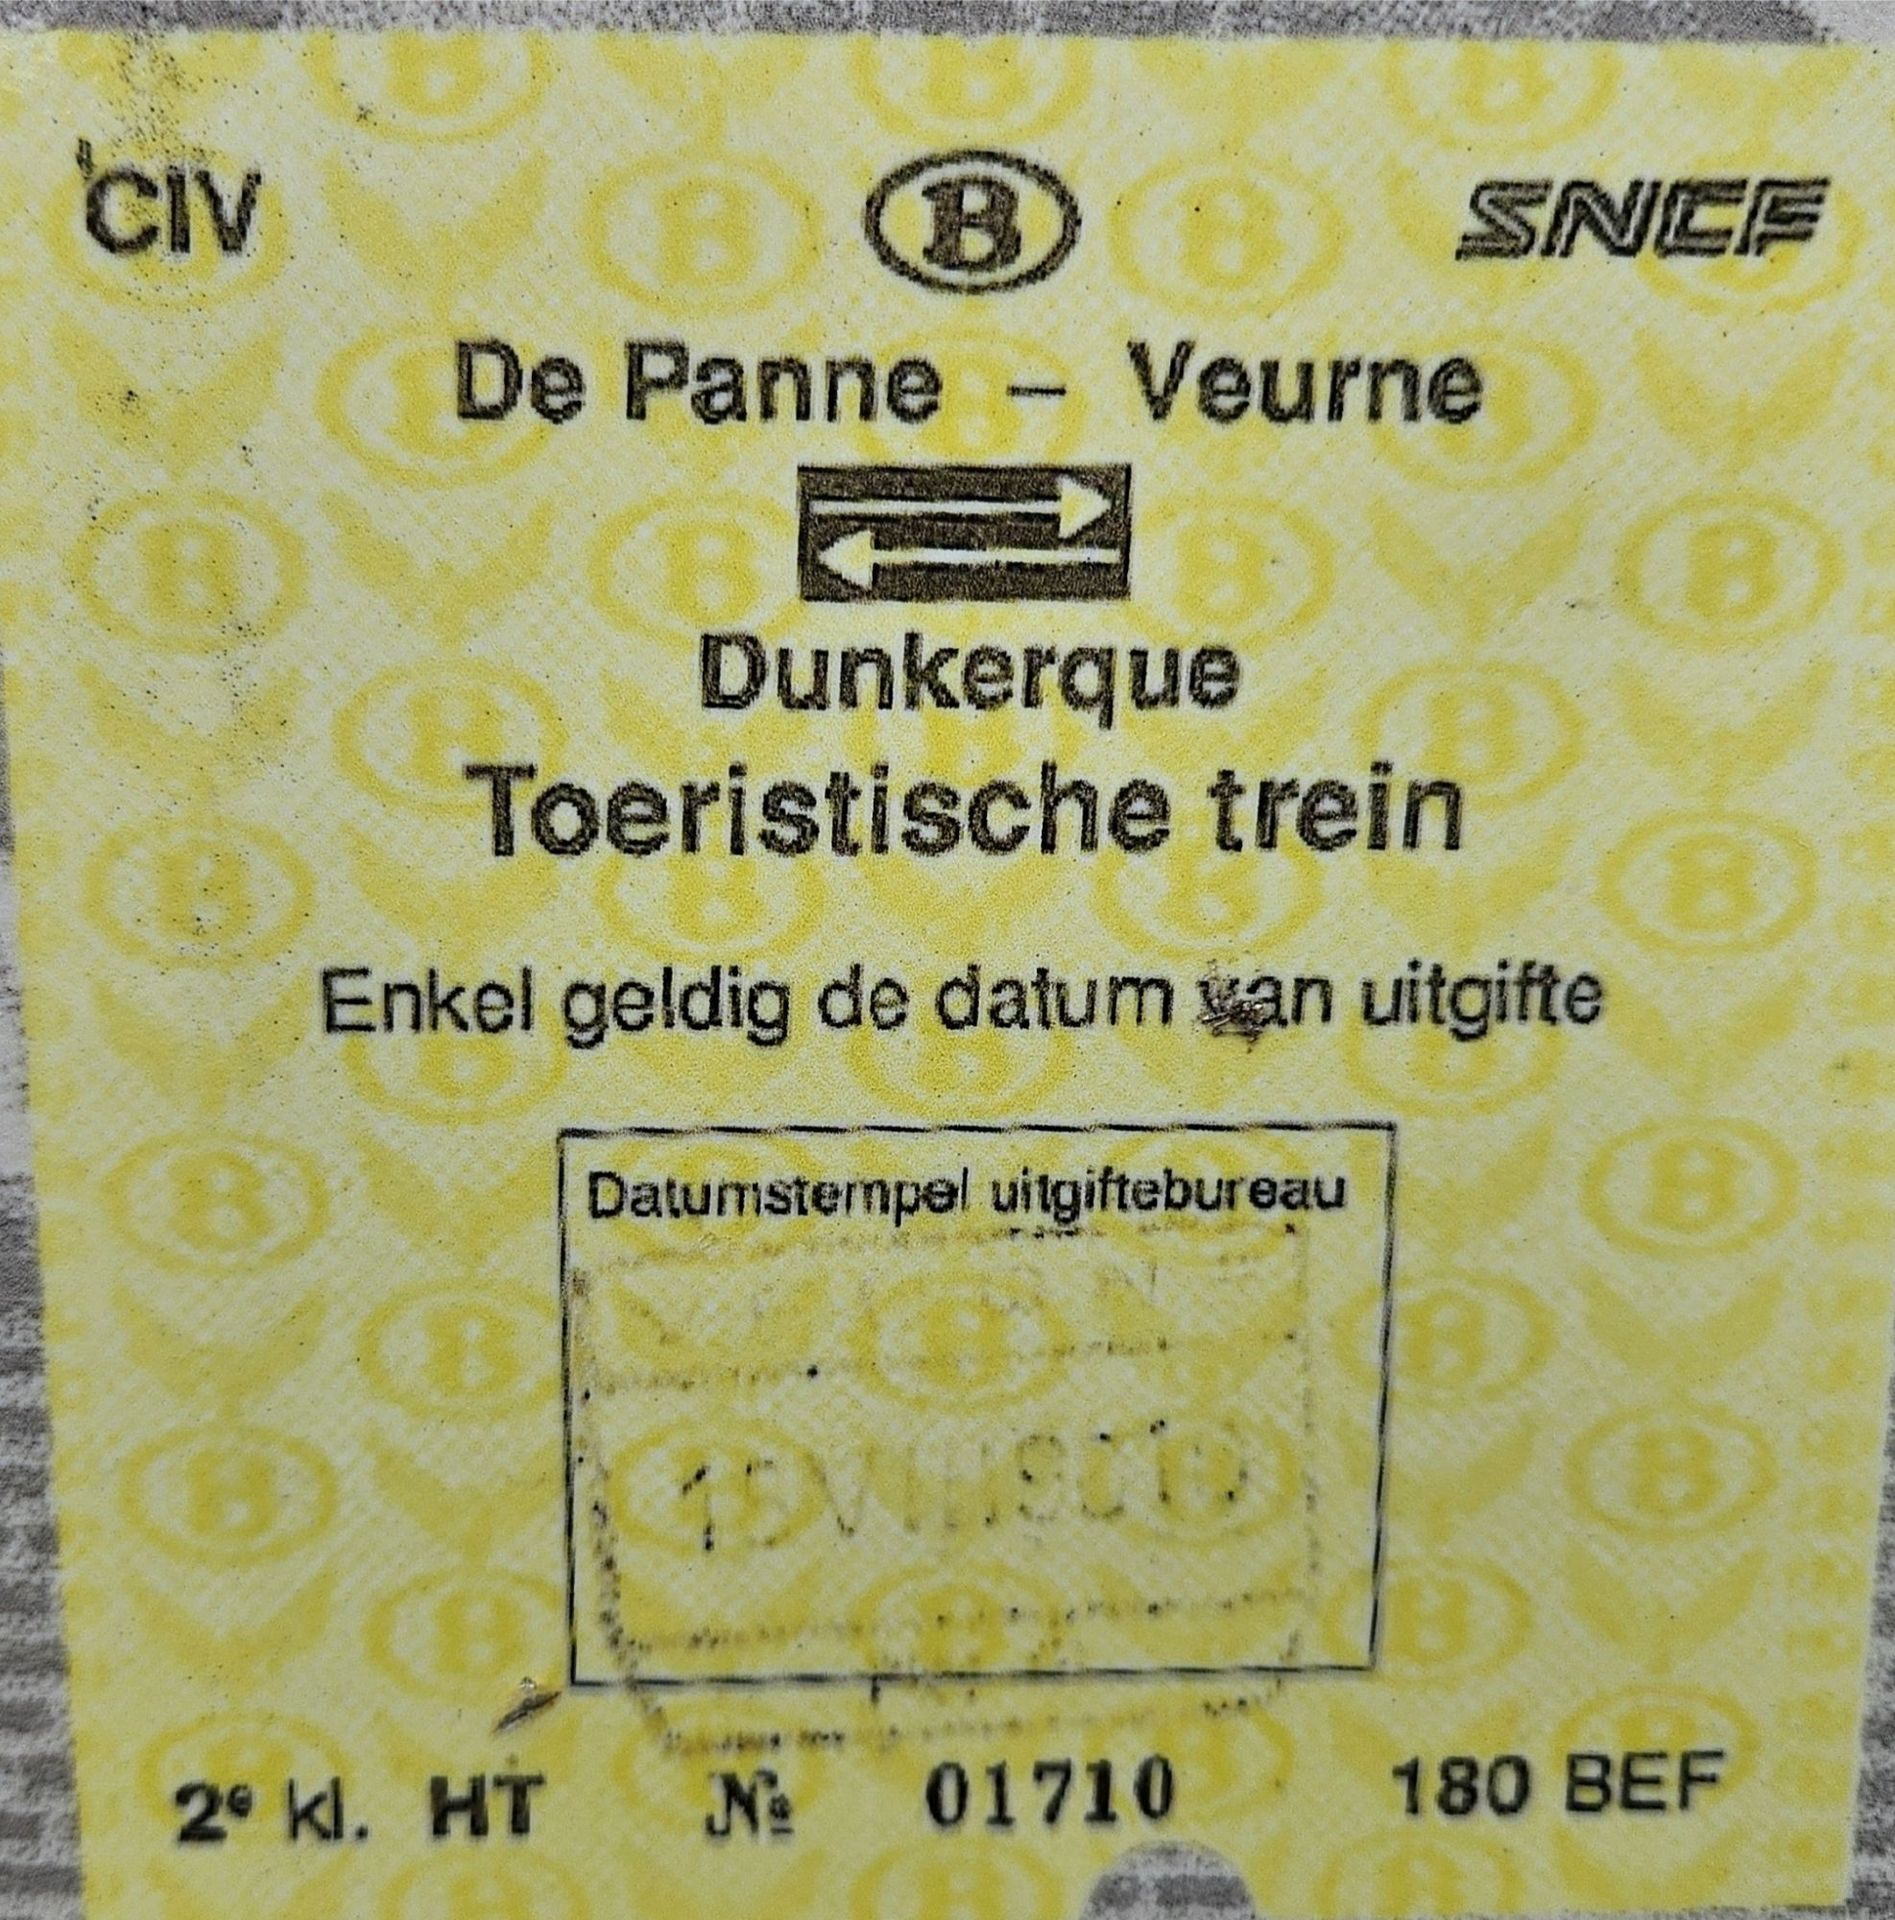 CIV B SNCF
De Panne – Veurne
Dunkerque
Toeristische trein
Enkel geldig de datum van uitgifte
Datumstempel uitgiftebureau
2e kl. HT № 01710 180 BEF